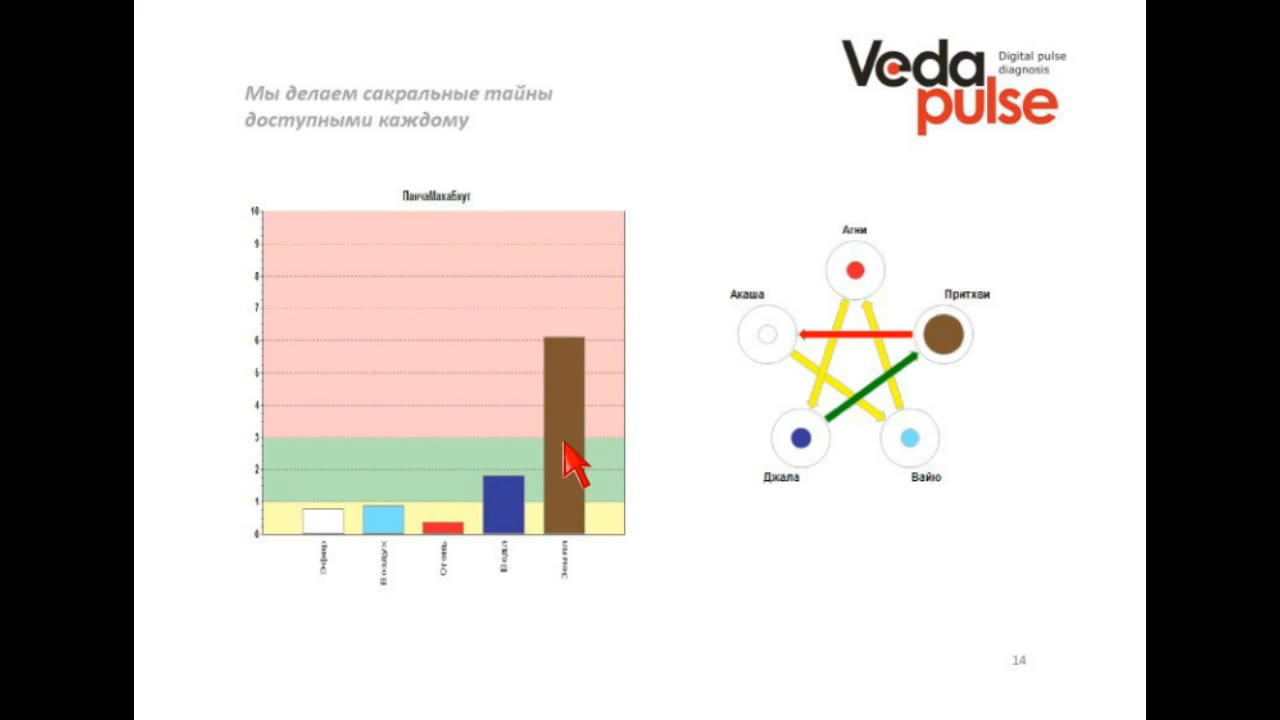 Мы делаем сакральные тайны
доступными каждому
Veda
pulse
Digital pulse
diagnosis
ПанчаМахаБхут
10
9
8
7
6
5
4
3
2
1
0
Эфир
Воздух
Огонь
Вода
Земля
Агни
Акаша
Притхви
Джала
Вайю
14